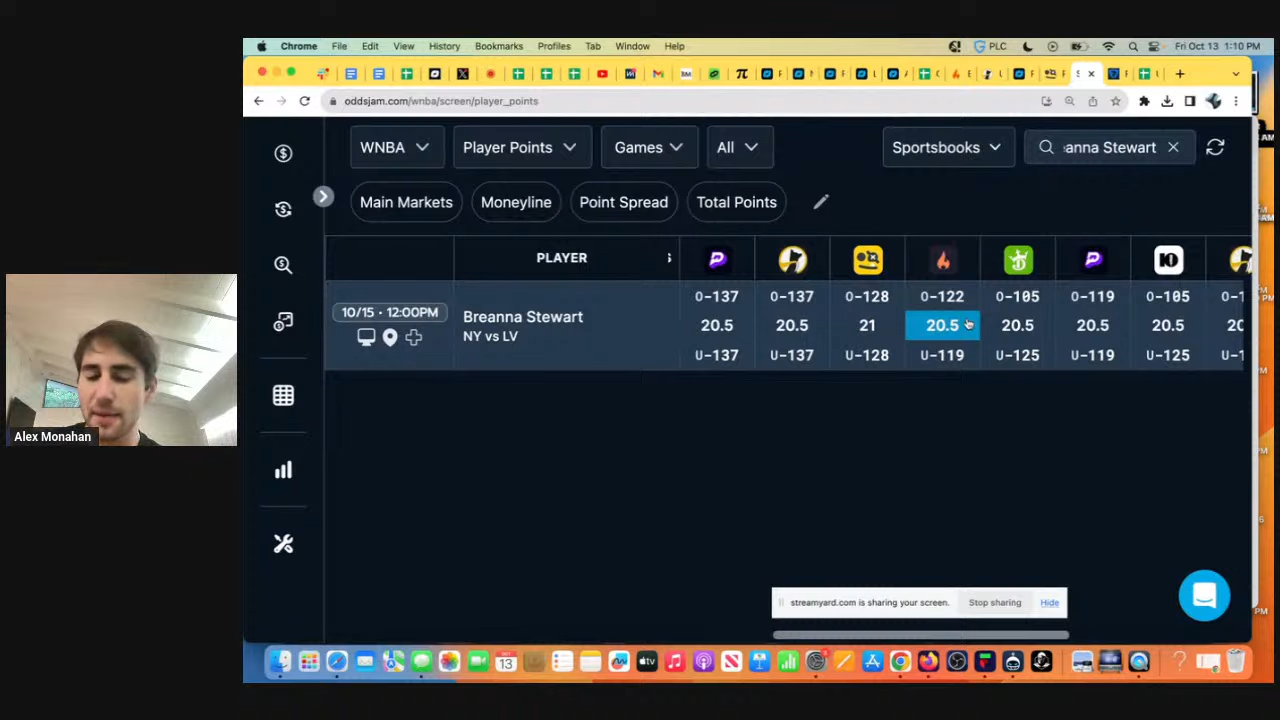 Chrome File Edit View History Bookmarks Profiles Tab Window Help PLC Fri Oct 13 1:10 PM
oddsjam.com/wnba/screen/player_points
WNBA Player Points Games All Sportsbooks eanna Stewart
Main Markets Moneyline Point Spread Total Points
PLAYER
10/15 • 12:00PM
Breanna Stewart
NY vs LV
O-137 O-137 O-128 O-122 O-105 O-119 O-105
20.5 20.5 21 20.5 20.5 20.5 20.5
U-137 U-137 U-128 U-119 U-125 U-119 U-125
Alex Monahan
streamyard.com is sharing your screen. Stop sharing Hide